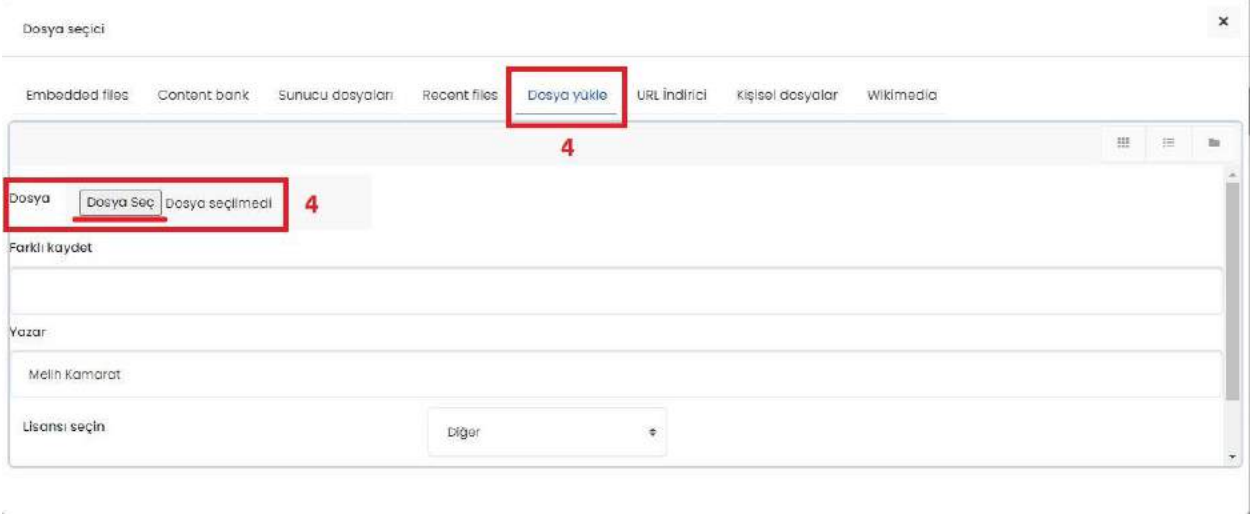 Dosya seçici
×
Embedded files Content bank Sunucu dosyaları Recent files Dosya yükle URL İndirici Kişisel dosyalar Wikimedia
4
Dosya Dosya Seç Dosya seçilmedi 4
Farklı kaydet
Yazar
Melih Kamarat
Lisansı seçin Diğer